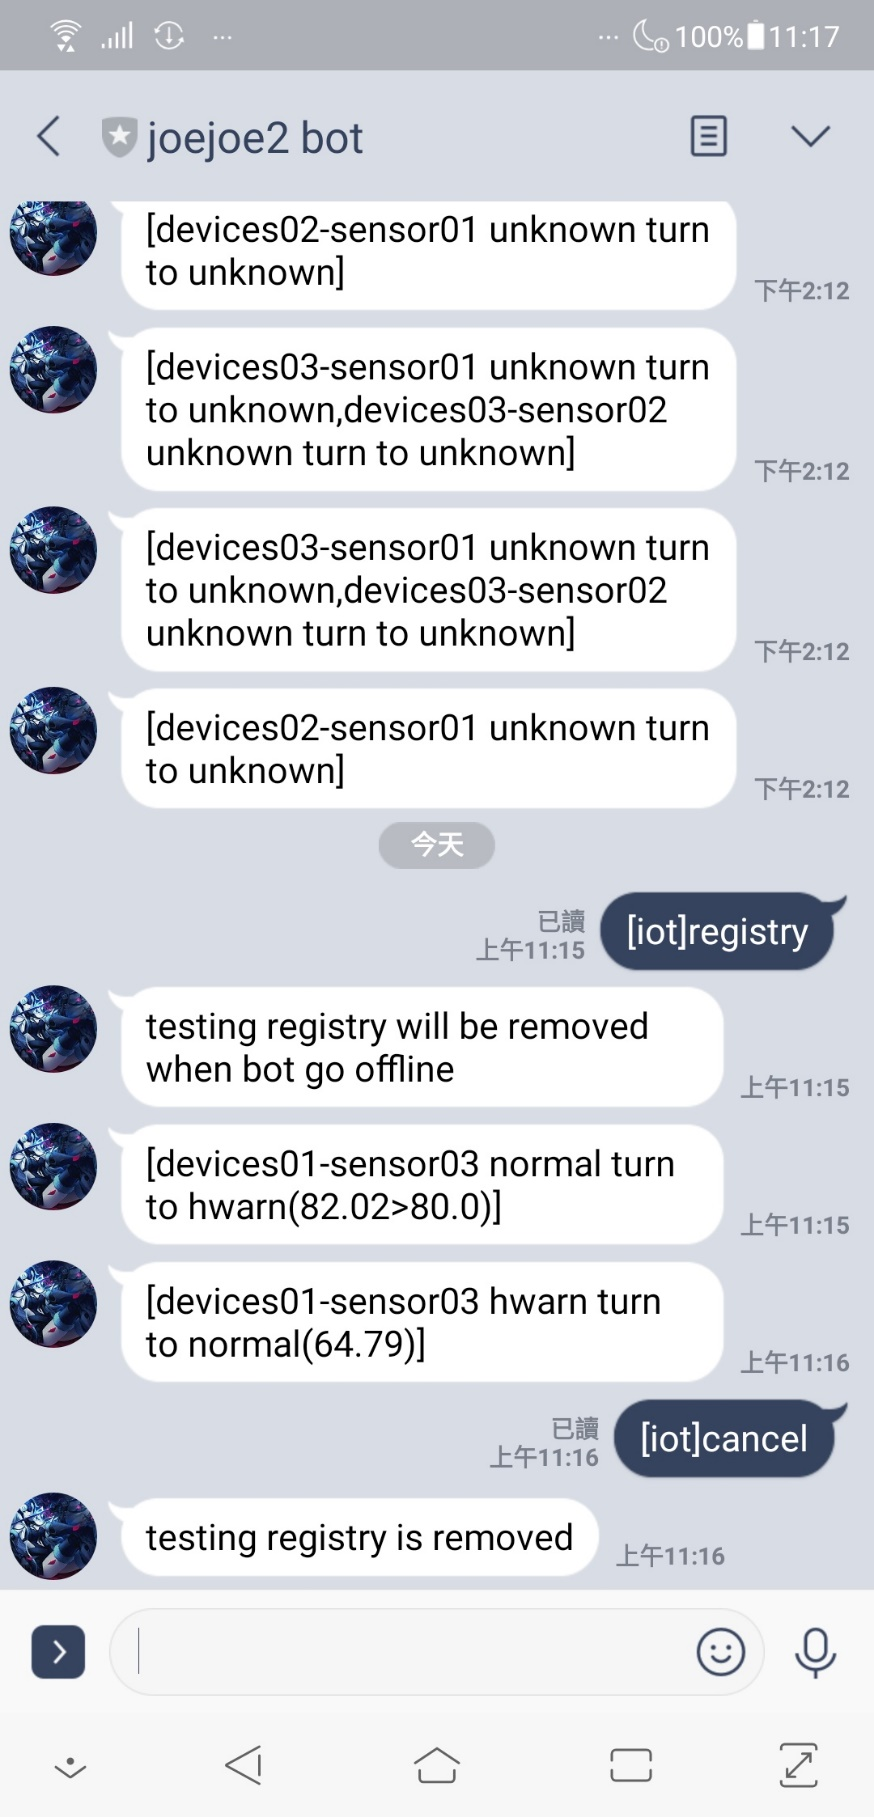 100% 11:17
joejoe2 bot
[devices02-sensor01 unknown turn
to unknown]
下午2:12
[devices03-sensor01 unknown turn
to unknown,devices03-sensor02
unknown turn to unknown]
下午2:12
[devices03-sensor01 unknown turn
to unknown,devices03-sensor02
unknown turn to unknown]
下午2:12
[devices02-sensor01 unknown turn
to unknown]
下午2:12
今天
已讀
上午11:15
[iot]registry
testing registry will be removed
when bot go offline
上午11:15
[devices01-sensor03 normal turn
to hwarn(82.02>80.0)]
上午11:15
[devices01-sensor03 hwarn turn
to normal(64.79)]
上午11:16
已讀
上午11:16
[iot]cancel
testing registry is removed
上午11:16